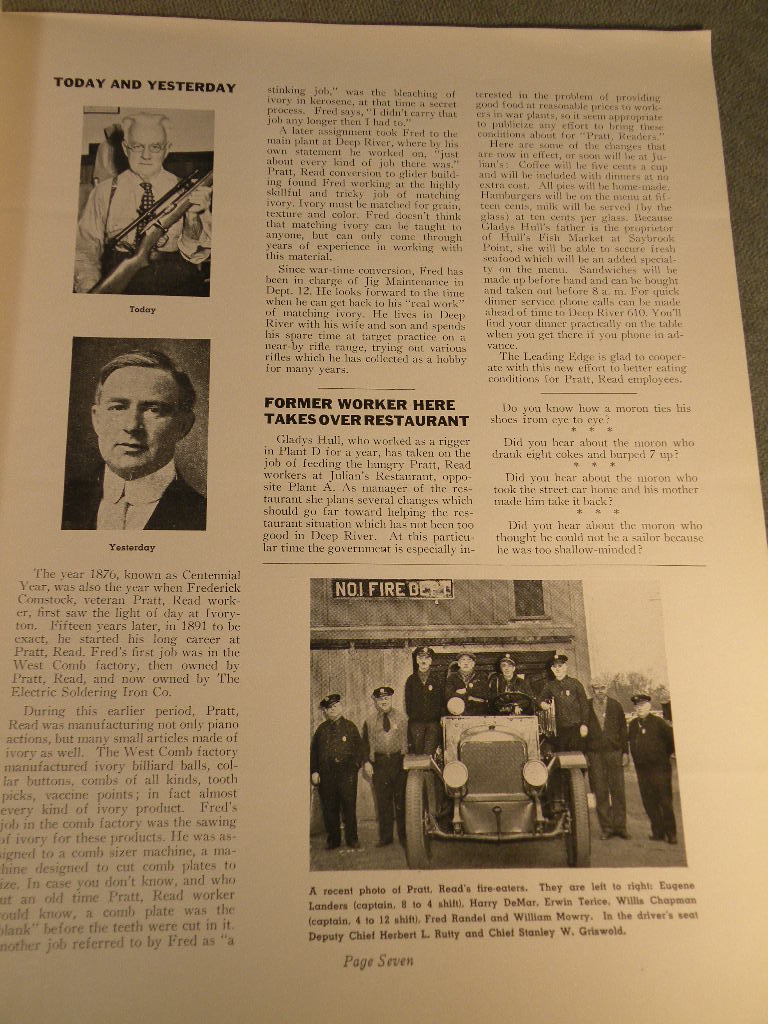 TODAY AND YESTERDAY
Today
Yesterday
The year 1876, known as Centennial
Year, was also the year when Frederick
Comstock, veteran Pratt, Read work-
er, first saw the light of day at Ivory-
ton. Fifteen years later, in 1891 to be
exact, he started his long career at
Pratt, Read. Fred's first job was in the
West Comb factory, then owned by
Pratt, Read, and now owned by The
Electric Soldering Iron Co.
During this earlier period, Pratt,
Read was manufacturing not only piano
actions, but many small articles made of
ivory as well. The West Comb factory
manufactured ivory billiard balls, col-
lar buttons, combs of all kinds, tooth
picks, vaccine points; in fact almost
every kind of ivory product. Fred's
job in the comb factory was the sawing
of ivory for these products. He was as-
signed to a comb sizer machine, a ma-
hine designed to cut comb plates to
ize. In case you don't know, and who
ut an old time Pratt, Read worker
ould know, a comb plate was the
lank" before the teeth were cut in it.
nother job referred to by Fred as "a
stinking job," was the bleaching of
ivory in kerosene, at that time a secret
process. Fred says, "I didn't carry that
job any longer then I had to."
A later assignment took Fred to the
main plant at Deep River, where by his
own statement he worked on, "just
about every kind of job there was."
Pratt, Read conversion to glider build-
ing found Fred working at the highly
skillful and tricky job of matching
ivory. Ivory must be matched for grain,
texture and color. Fred doesn't think
that matching ivory can be taught to
anyone, but can only come through
years of experience in working with
this material.
Since war-time conversion, Fred has
been in charge of Jig Maintenance in
Dept. 12. He looks forward to the time
when he can get back to his "real work"
of matching ivory. He lives in Deep
River with his wife and son and spends
his spare time at target practice on a
near-by rifle range, trying out various
rifles which he has collected as a hobby
for many years.
FORMER WORKER HERE
TAKES OVER RESTAURANT
Gladys Hull, who worked as a rigger
in Plant D for a year, has taken on the
job of feeding the hungry Pratt, Read
workers at Julian's Restaurant, oppo-
site Plant A. As manager of the res-
taurant she plans several changes which
should go far toward helping the res-
taurant situation which has not been too
good in Deep River. At this particu-
lar time the government is especially in-
terested in the problem of providing
good food at reasonable prices to work-
ers in war plants, so it seem appropriate
to publicize any effort to bring these
conditions about for "Pratt, Readers."
Here are some of the changes that
are now in effect, or soon will be at Ju-
lian's: Coffee will be five cents a cup
and will be included with dinners at no
extra cost. All pies will be home-made.
Hamburgers will be on the menu at fif-
teen cents, milk will be served (by the
glass) at ten cents per glass. Because
Gladys Hull's father is the proprietor
of Hull's Fish Market at Saybrook
Point, she will be able to secure fresh
seafood which will be an added special-
ty on the menu. Sandwiches will be
made up before hand and can be bought
and taken out before 8 a. m. For quick
dinner service phone calls can be made
ahead of time to Deep River 610. You'll
find your dinner practically on the table
when you get there if you phone in ad-
vance.
The Leading Edge is glad to cooper-
ate with this new effort to better eating
conditions for Pratt, Read employees.
Do you know how a moron ties his
shoes from eye to eye?
* * *
Did you hear about the moron who
drank eight cokes and burped 7 up?
* * *
Did you hear about the moron who
took the street car home and his mother
made him take it back?
* * *
Did you hear about the moron who
thought he could not be a sailor because
he was too shallow-minded?
NO.1 FIRE DEPT.
A recent photo of Pratt, Read's fire-eaters. They are left to right: Eugene
Landers (captain, 8 to 4 shift), Harry DeMar, Erwin Terice, Willis Chapman
(captain, 4 to 12 shift), Fred Randel and William Mowry. In the driver's seat
Deputy Chief Herbert L. Rutty and Chief Stanley W. Griswold.
Page Seven